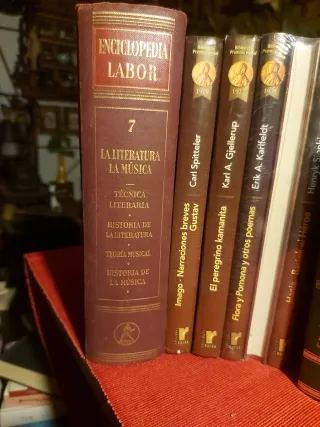 ENCICLOPEDIA
LABOR
7
LA LITERATURA
LA MÚSICA
TÉCNICA
LITERARIA
HISTORIA DE
LA LITERATURA
TEORÍA MUSICAL
HISTORIA DE
LA MÚSICA
Carl Spitteler
Imago - Narraciones breves
Gustav
Karl A. Gjellerup
El peregrino kamanita
Erik A. Karlfeldt
Flora y Pomona y otros poemas